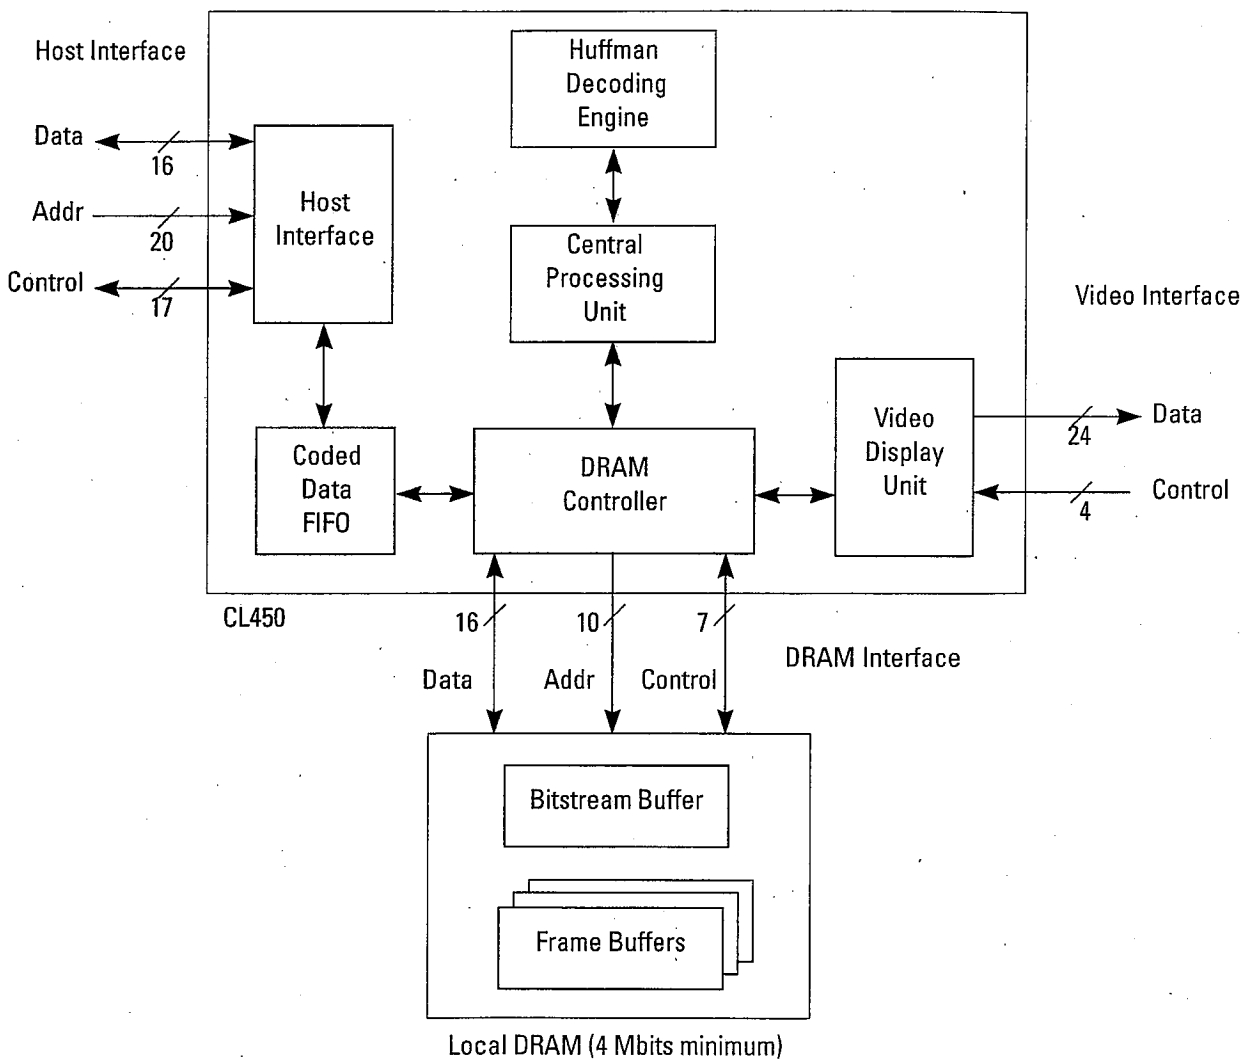 Host Interface
Huffman
Decoding
Engine
Data
16
Addr
20
Control
17
Host
Interface
Central
Processing
Unit
Video Interface
Coded
Data
FIFO
DRAM
Controller
Video
Display
Unit
24
Data
4
Control
CL450
16
10
7
DRAM Interface
Data
Addr
Control
Bitstream Buffer
Frame Buffers
Local DRAM (4 Mbits minimum)